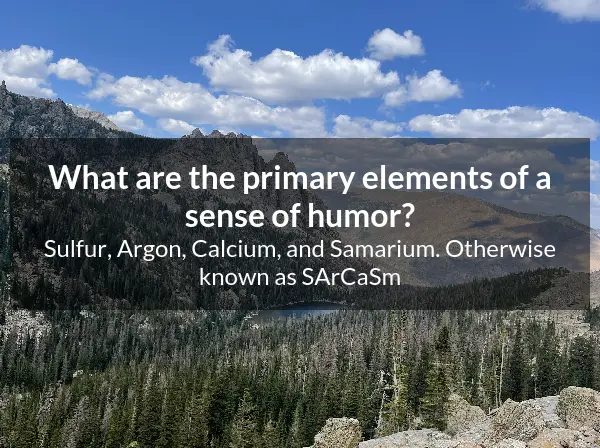 What are the primary elements of a
sense of humor?
Sulfur, Argon, Calcium, and Samarium. Otherwise
known as SArCaSm